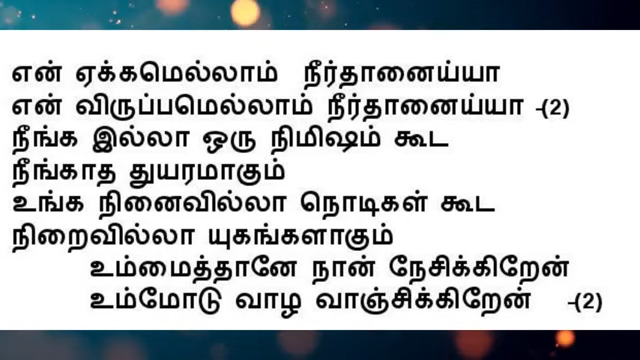 என் ஏக்கமெல்லாம் நீர்தானைய்யா
என் விருப்பமெல்லாம் நீர்தானைய்யா -(2)
நீங்க இல்லா ஒரு நிமிஷம் கூட
நீங்காத துயரமாகும்
உங்க நினைவில்லா நொடிகள் கூட
நிறைவில்லா யுகங்களாகும்
உம்மைத்தானே நான் நேசிக்கிறேன்
உம்மோடு வாழ வாஞ்சிக்கிறேன் -(2)